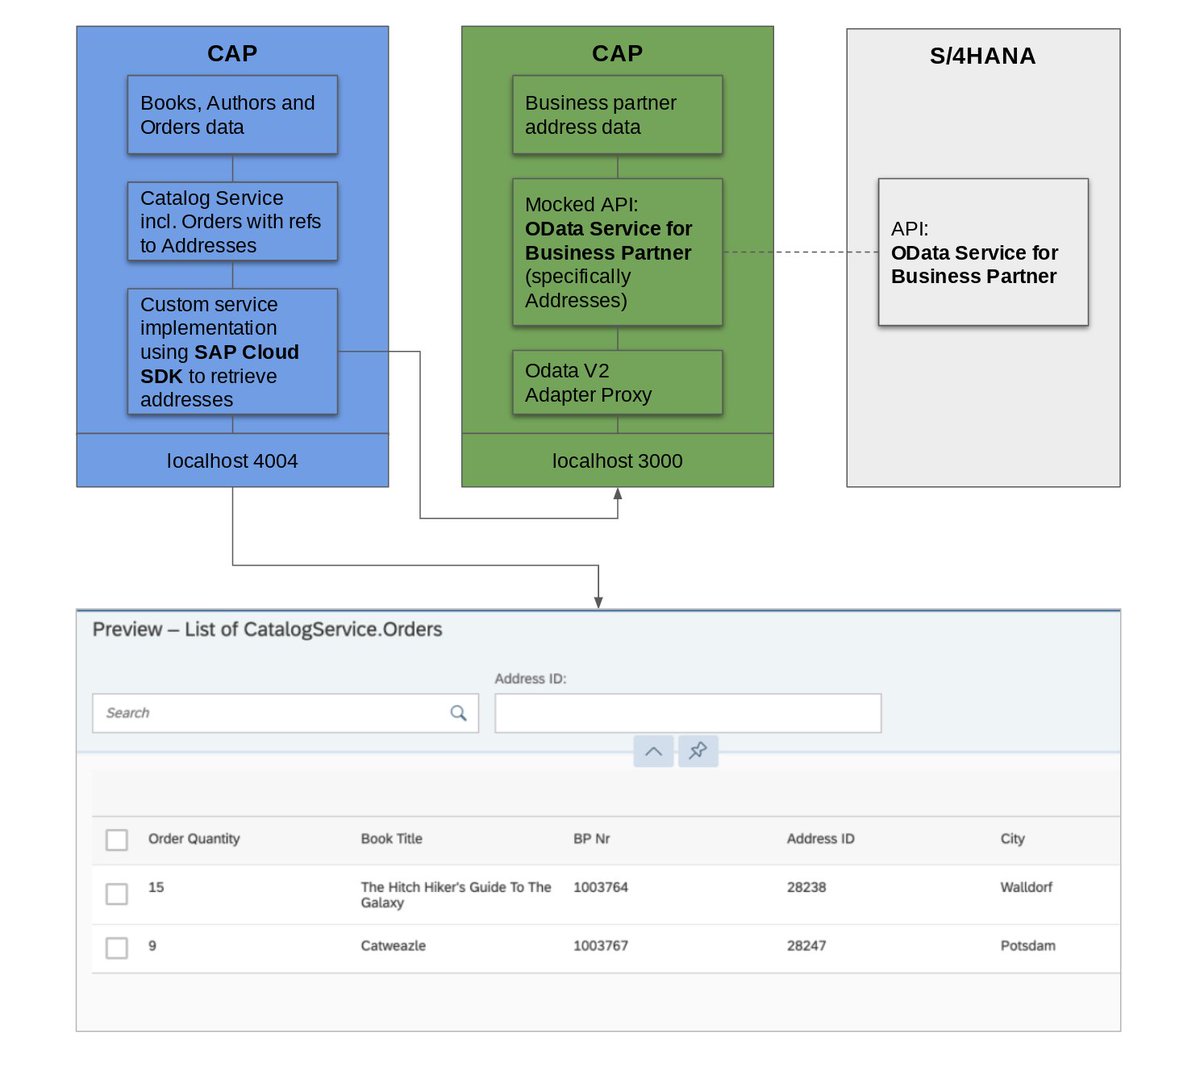 CAP
Books, Authors and
Orders data
Catalog Service
incl. Orders with refs
to Addresses
Custom service
implementation
using SAP Cloud
SDK to retrieve
addresses
localhost 4004
CAP
Business partner
address data
Mocked API:
OData Service for
Business Partner
(specifically
Addresses)
Odata V2
Adapter Proxy
localhost 3000
S/4HANA
API:
OData Service for
Business Partner
Preview – List of CatalogService.Orders
Address ID:
Search
Order Quantity Book Title BP Nr Address ID City
15 The Hitch Hiker's Guide To The 1003764 28238 Walldorf
Galaxy
9 Catweazle 1003767 28247 Potsdam